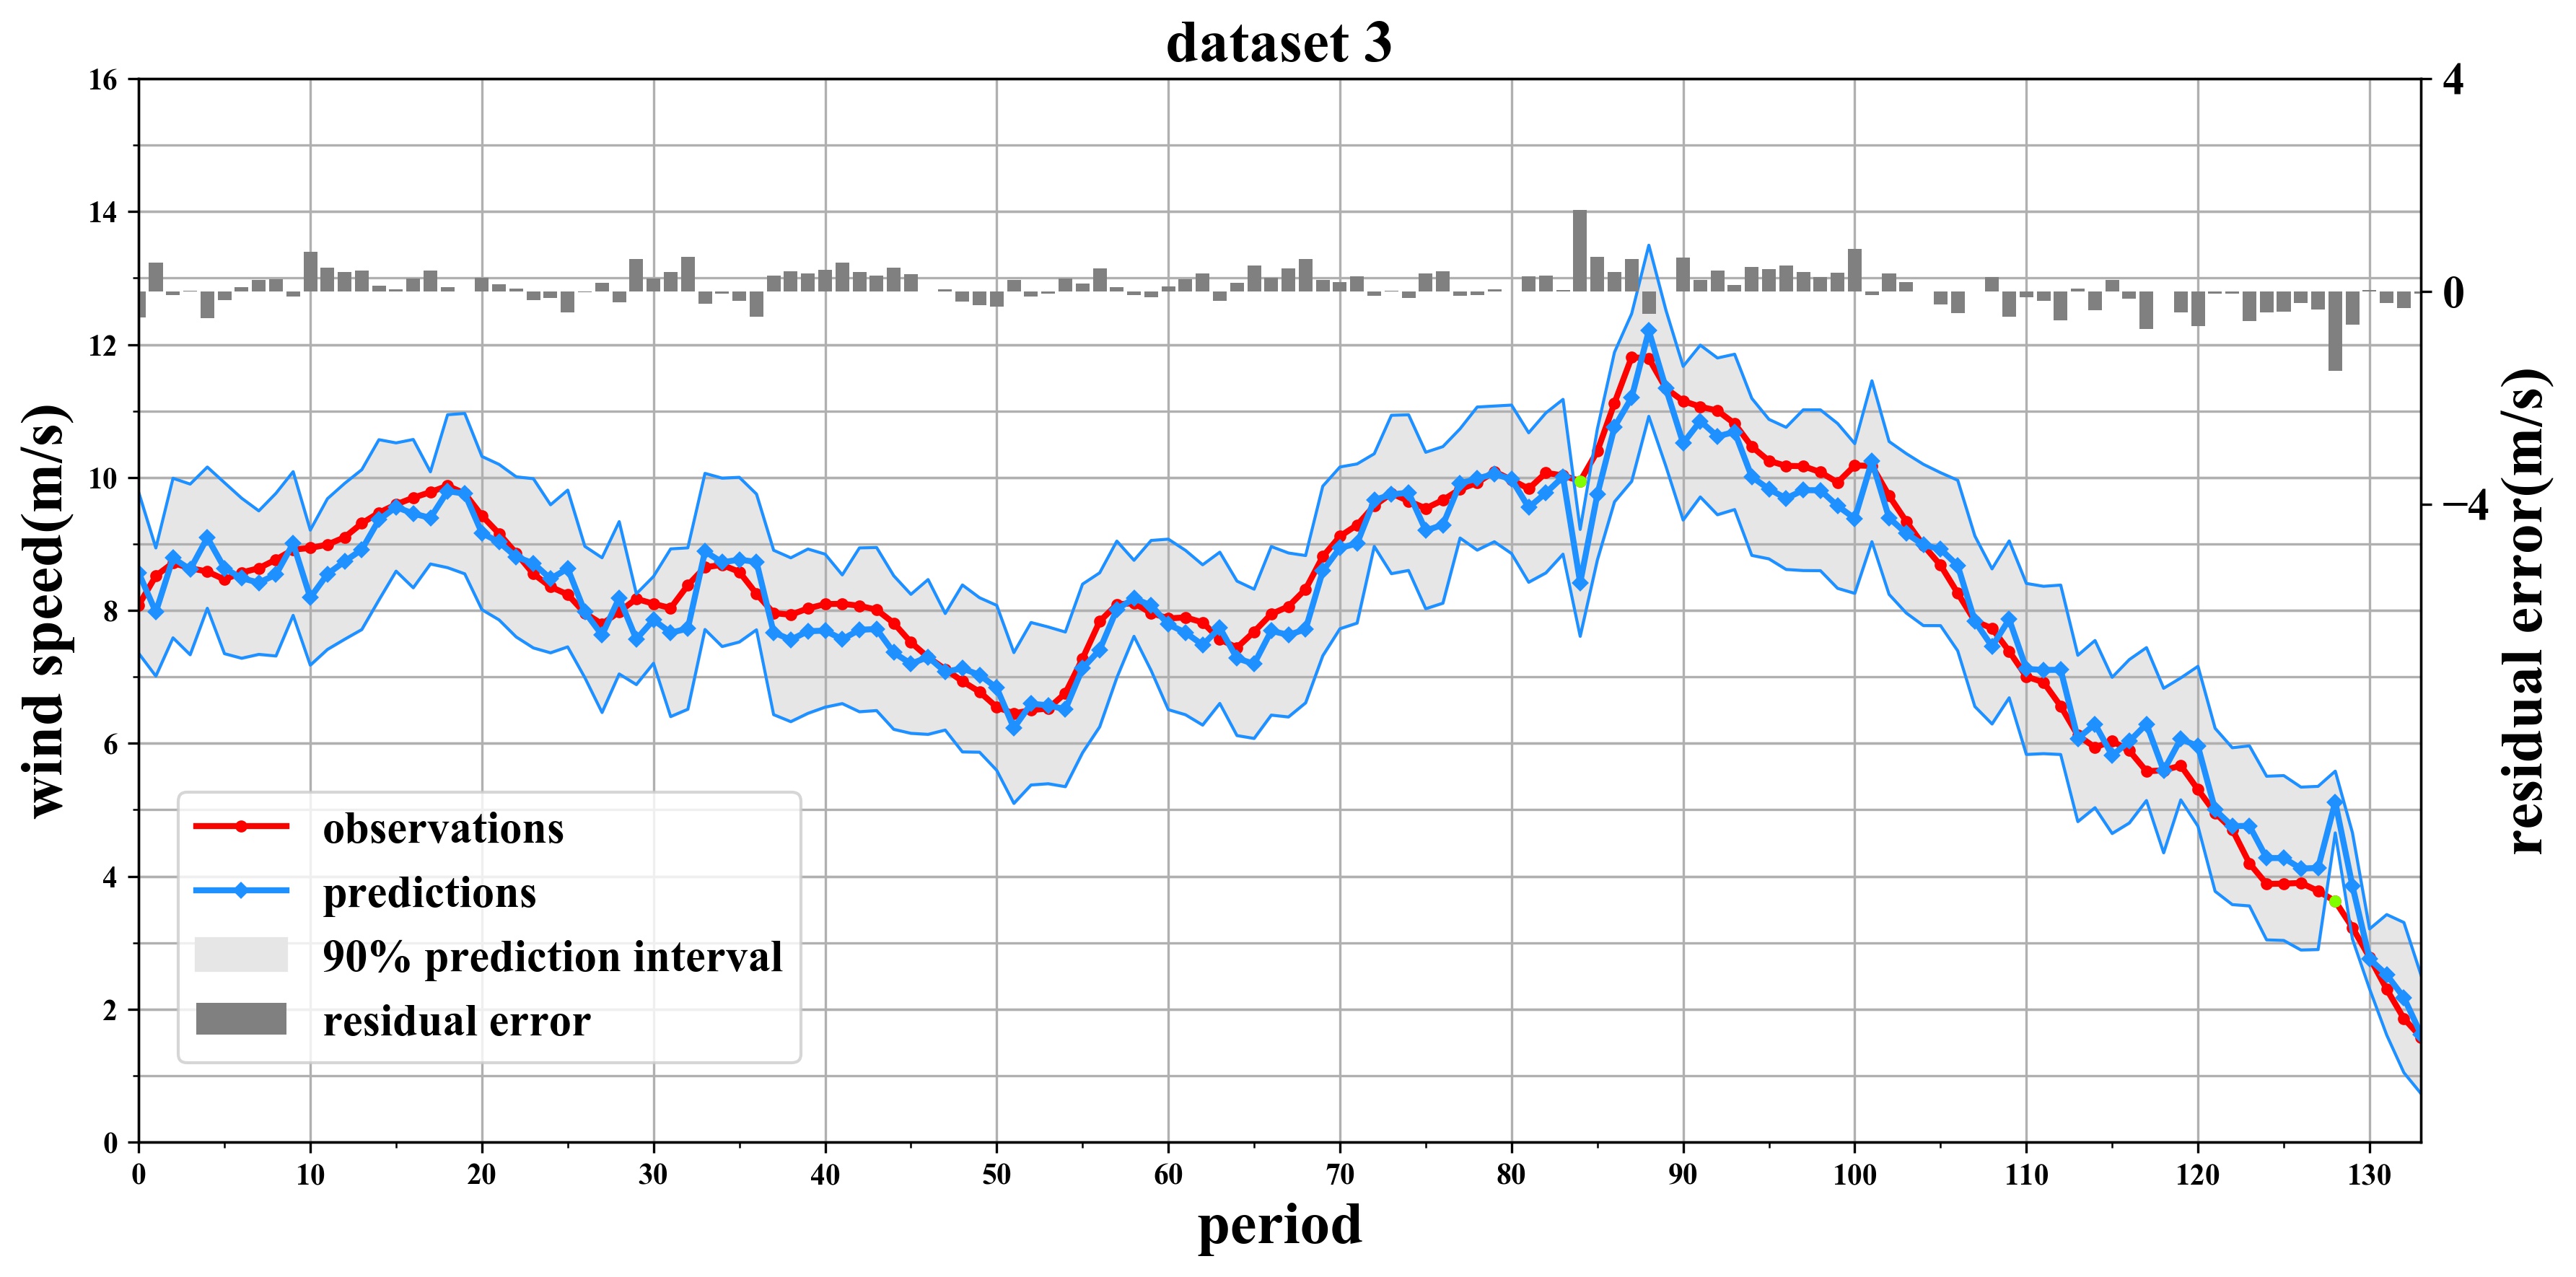 dataset 3
16
14
12
10
8
6
4
2
0
wind speed(m/s)
4
0
−4
residual error(m/s)
observations
predictions
90% prediction interval
residual error
0 10 20 30 40 50 60 70 80 90 100 110 120 130
period